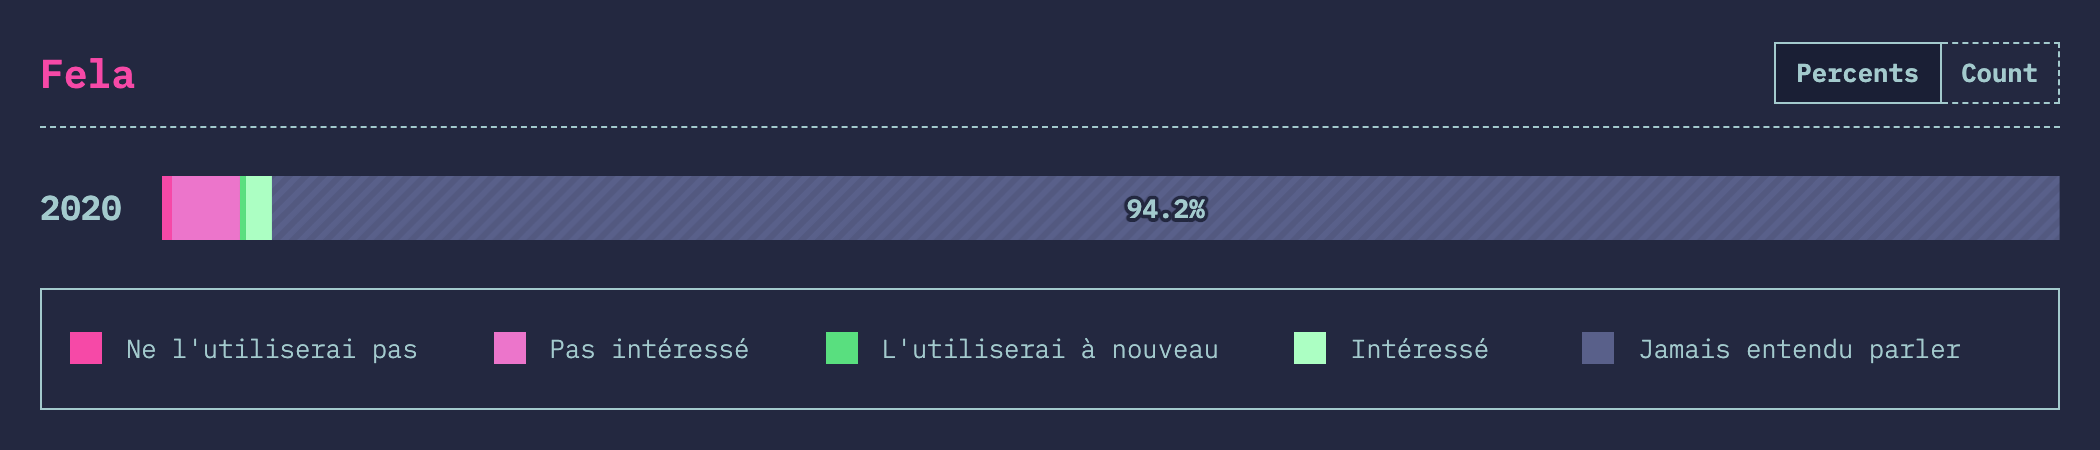 Fela
Percents Count
2020
94.2%
Ne l'utiliserai pas Pas intéressé L'utiliserai à nouveau Intéressé Jamais entendu parler